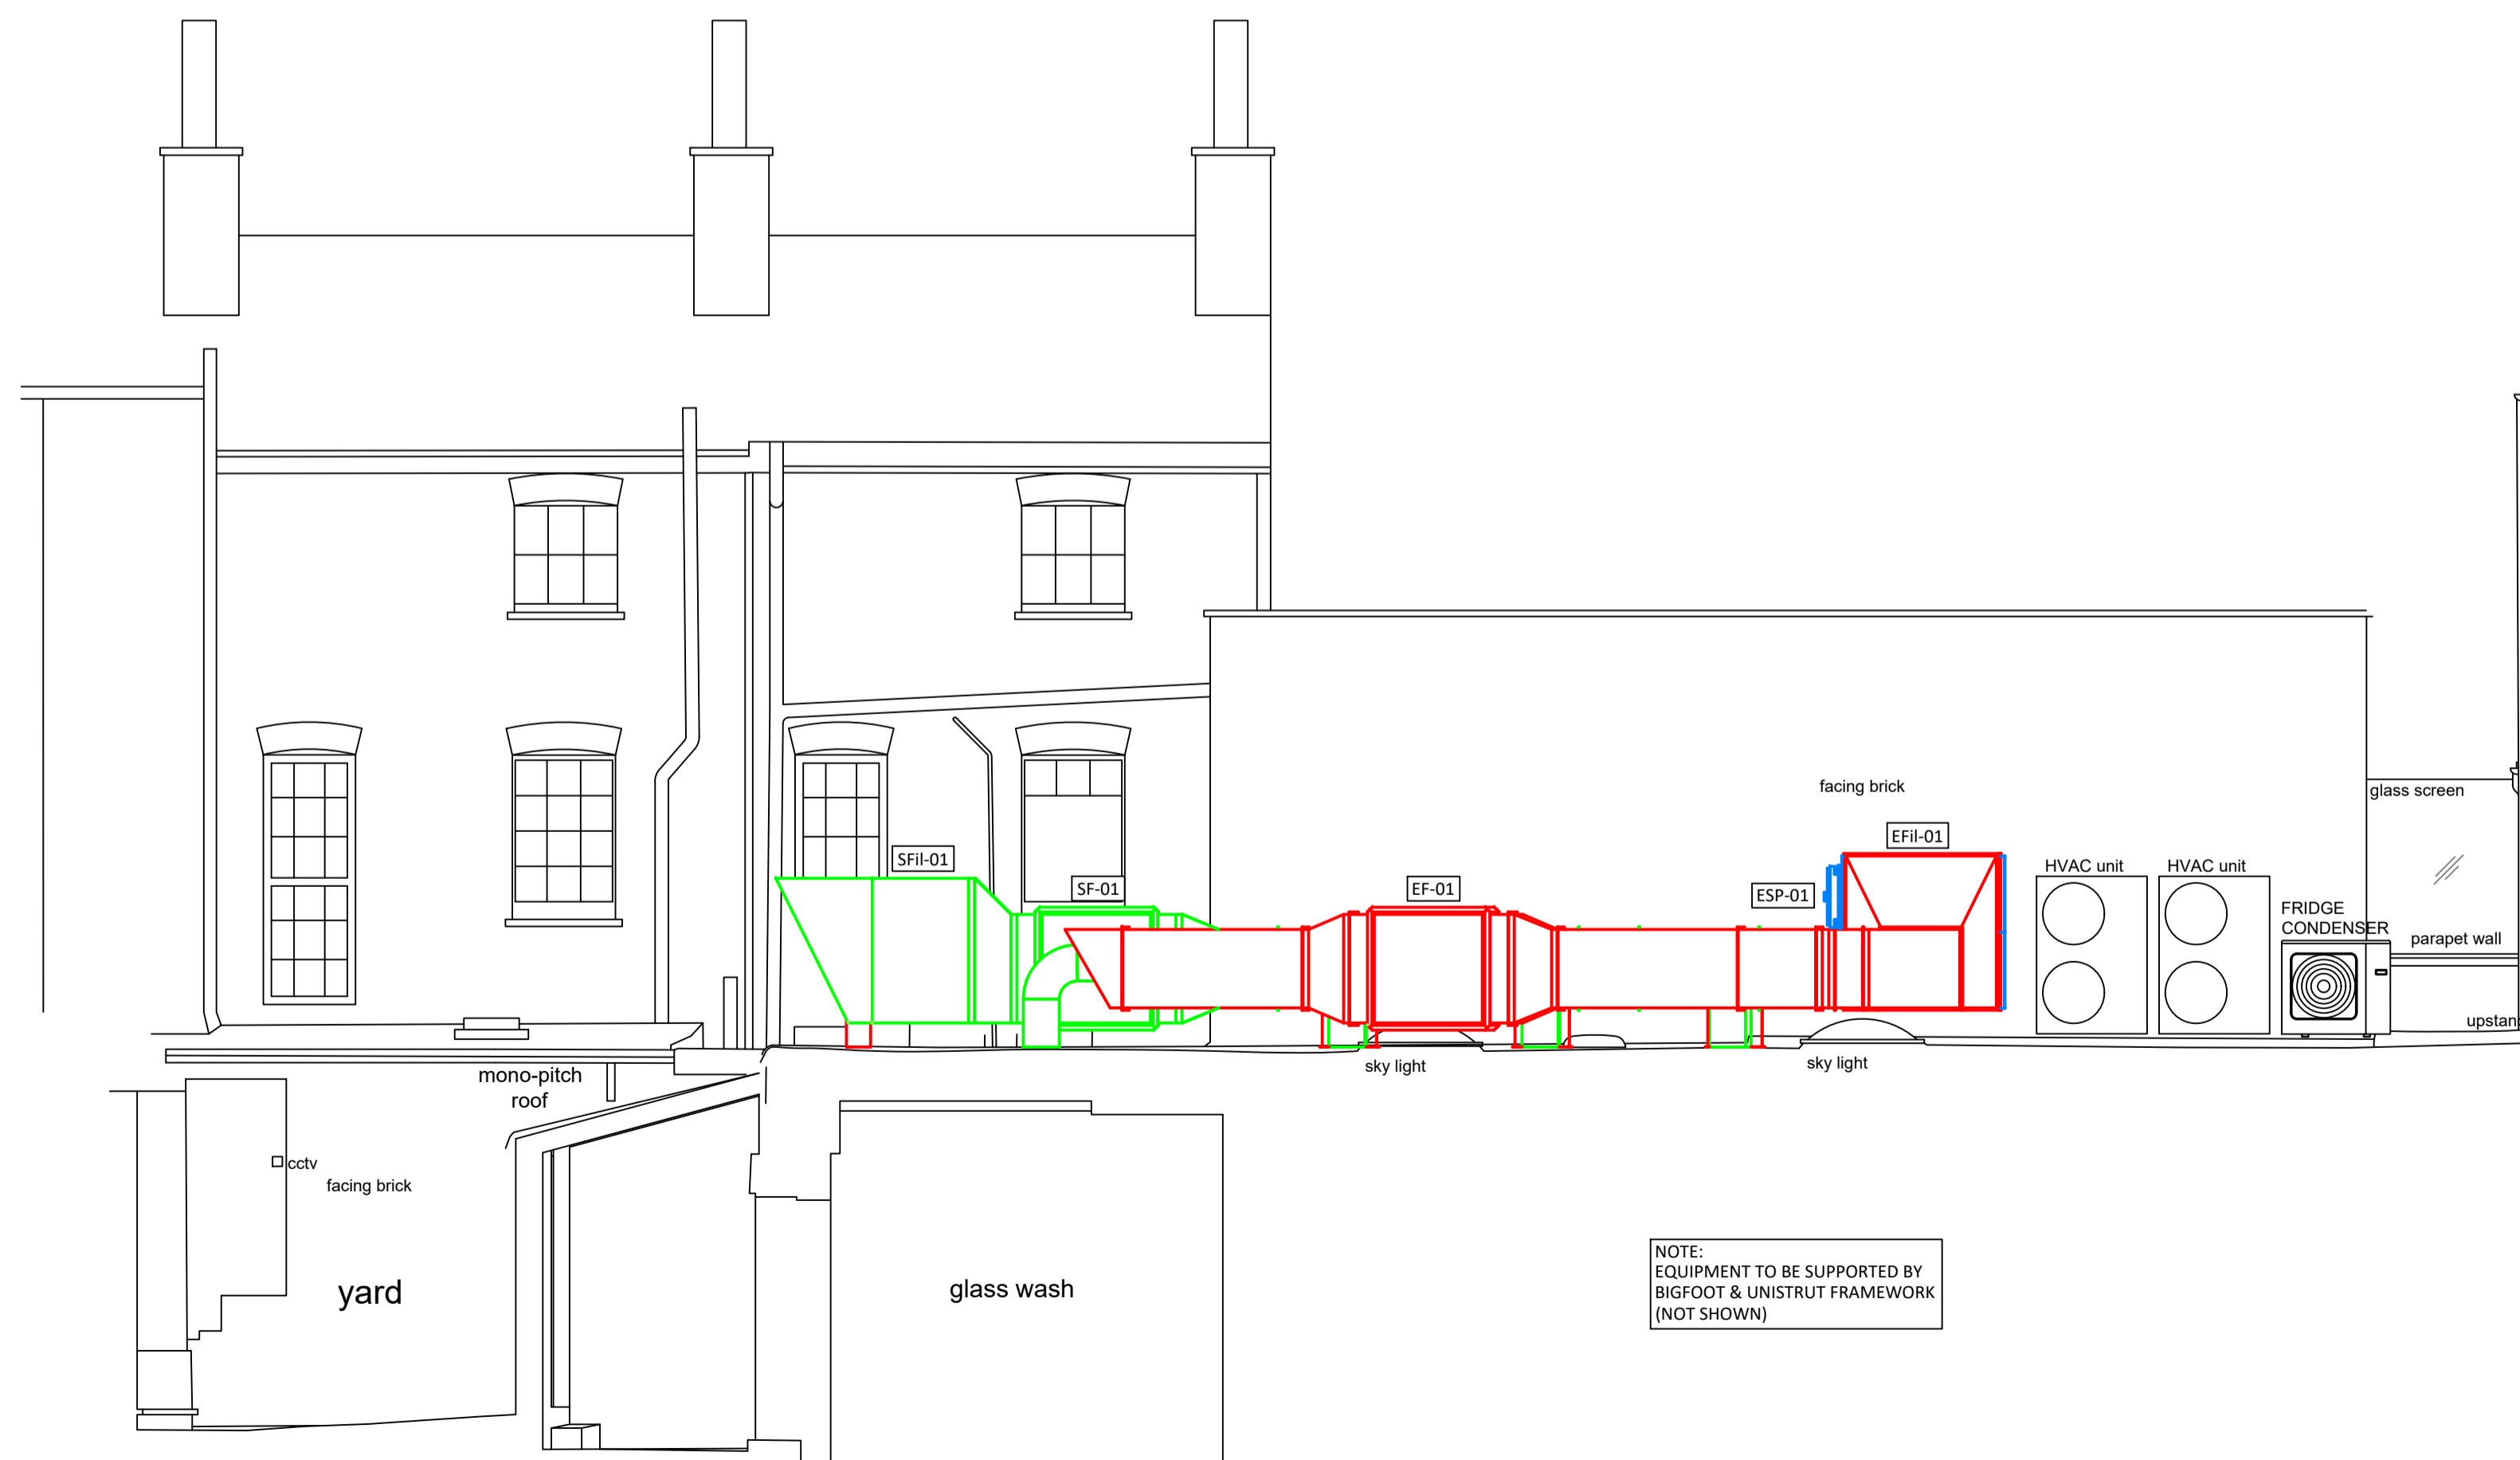 facing brick
glass screen
EFil-01
SFil-01
HVAC unit
HVAC unit
SF-01
EF-01
ESP-01
FRIDGE
CONDENSER
parapet wall
upstan
sky light
sky light
mono-pitch
roof
cctv
facing brick
yard
glass wash
NOTE:
EQUIPMENT TO BE SUPPORTED BY
BIGFOOT & UNISTRUT FRAMEWORK
(NOT SHOWN)